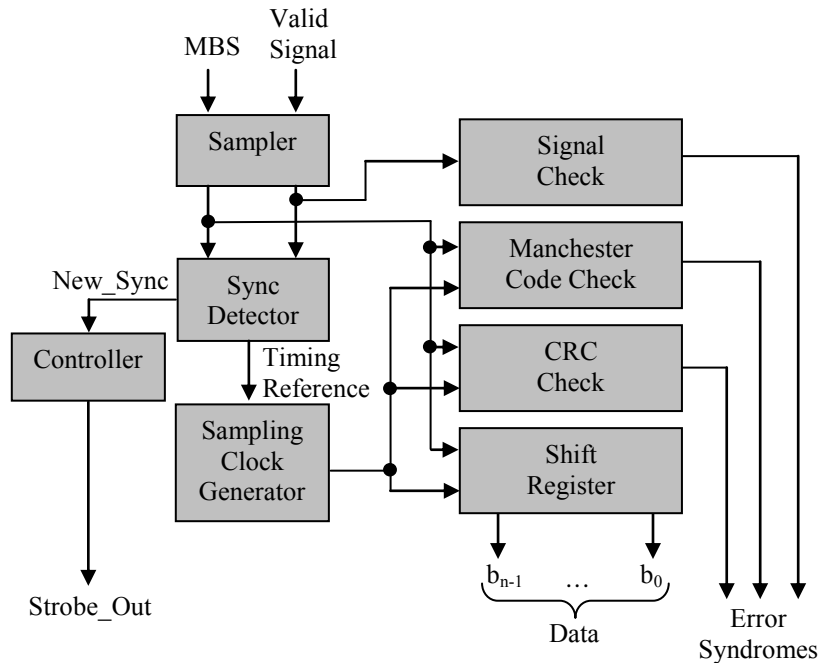 MBS
Valid
Signal
Sampler
Signal
Check
Manchester
Code Check
New_Sync
Sync
Detector
Controller
Timing
Reference
CRC
Check
Sampling
Clock
Generator
Shift
Register
bn-1 … b0
Strobe_Out
Data
Error
Syndromes